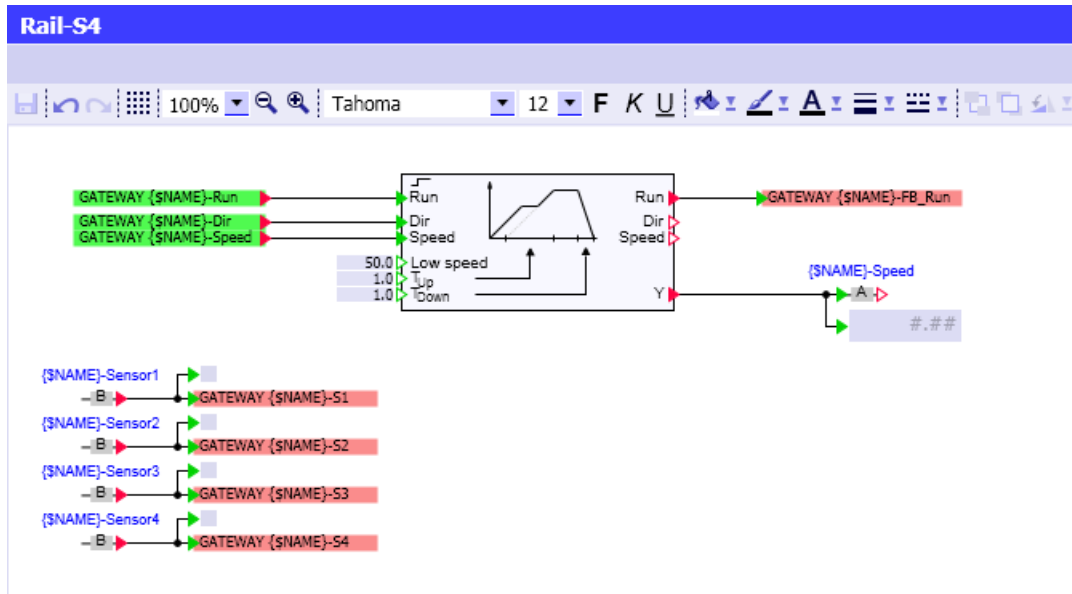 Rail-S4
100% Tahoma 12 F K U A
GATEWAY {$NAME}-Run Run Run GATEWAY {$NAME}-FB_Run
GATEWAY {$NAME}-Dir Dir Dir
GATEWAY {$NAME}-Speed Speed Speed
50.0 Low speed
1.0 TUp
1.0 TDown
{$NAME}-Speed
Y A
#.##
{$NAME}-Sensor1
B GATEWAY {$NAME}-S1
{$NAME}-Sensor2
B GATEWAY {$NAME}-S2
{$NAME}-Sensor3
B GATEWAY {$NAME}-S3
{$NAME}-Sensor4
B GATEWAY {$NAME}-S4